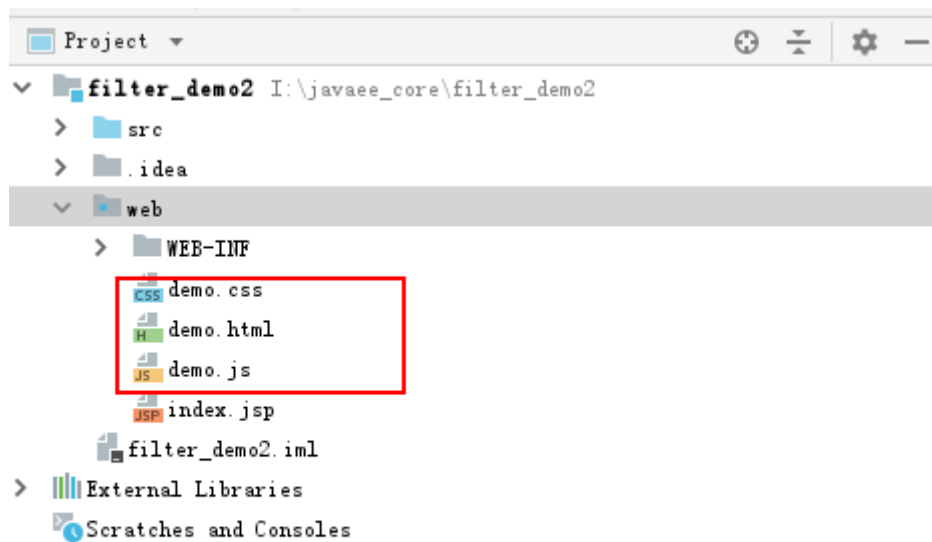 Project
filter_demo2 I:\javaee_core\filter_demo2
src
.idea
web
WEB-INF
CSS demo.css
H demo.html
JS demo.js
JSP index.jsp
filter_demo2.iml
External Libraries
Scratches and Consoles